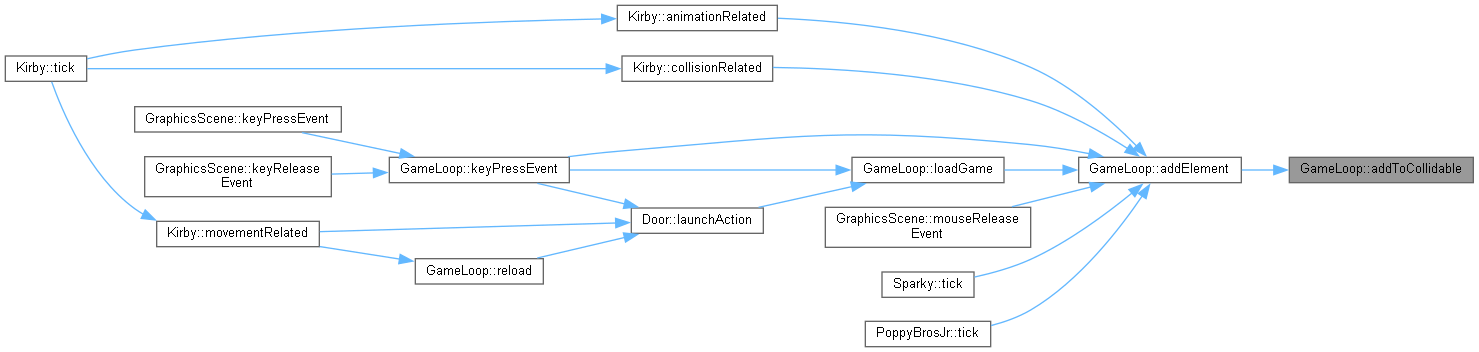 Kirby::animationRelated
Kirby::tick
Kirby::collisionRelated
GraphicsScene::keyPressEvent
GraphicsScene::keyRelease
Event
GameLoop::keyPressEvent
GameLoop::loadGame
GameLoop::addElement
GameLoop::addToCollidable
Kirby::movementRelated
Door::launchAction
GraphicsScene::mouseRelease
Event
GameLoop::reload
Sparky::tick
PoppyBrosJr::tick